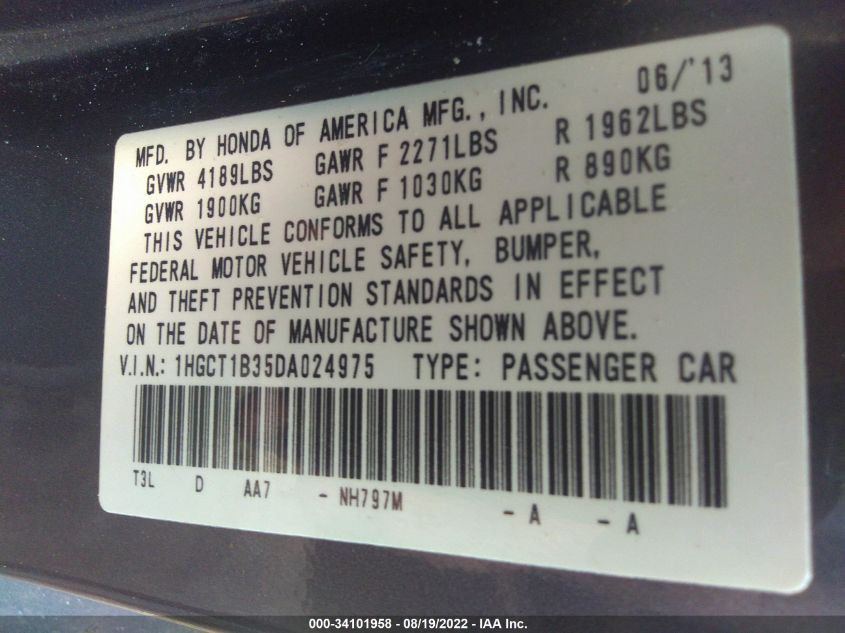 06/'13
MFD. BY HONDA OF AMERICA MFG., INC.
GVWR 4189LBS GAWR F 2271LBS R 1962LBS
GVWR 1900KG GAWR F 1030KG R 890KG
THIS VEHICLE CONFORMS TO ALL APPLICABLE
FEDERAL MOTOR VEHICLE SAFETY, BUMPER,
AND THEFT PREVENTION STANDARDS IN EFFECT
ON THE DATE OF MANUFACTURE SHOWN ABOVE.
V.I.N.: 1HGCT1B35DA024975 TYPE: PASSENGER CAR
T3L D AA7 - NH797M - A - A
000-34101958 - 08/19/2022 - IAA Inc.